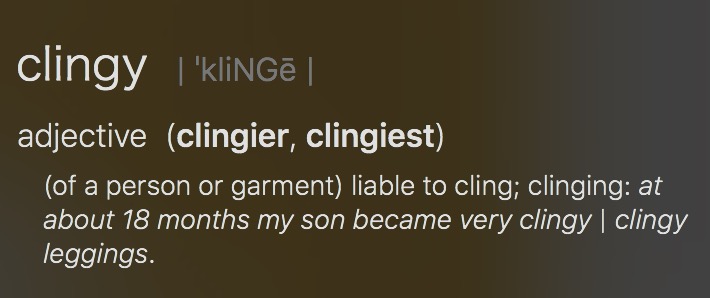 clingy | ˈkliNGē |
adjective (clingier, clingiest)
(of a person or garment) liable to cling; clinging: at
about 18 months my son became very clingy | clingy
leggings.